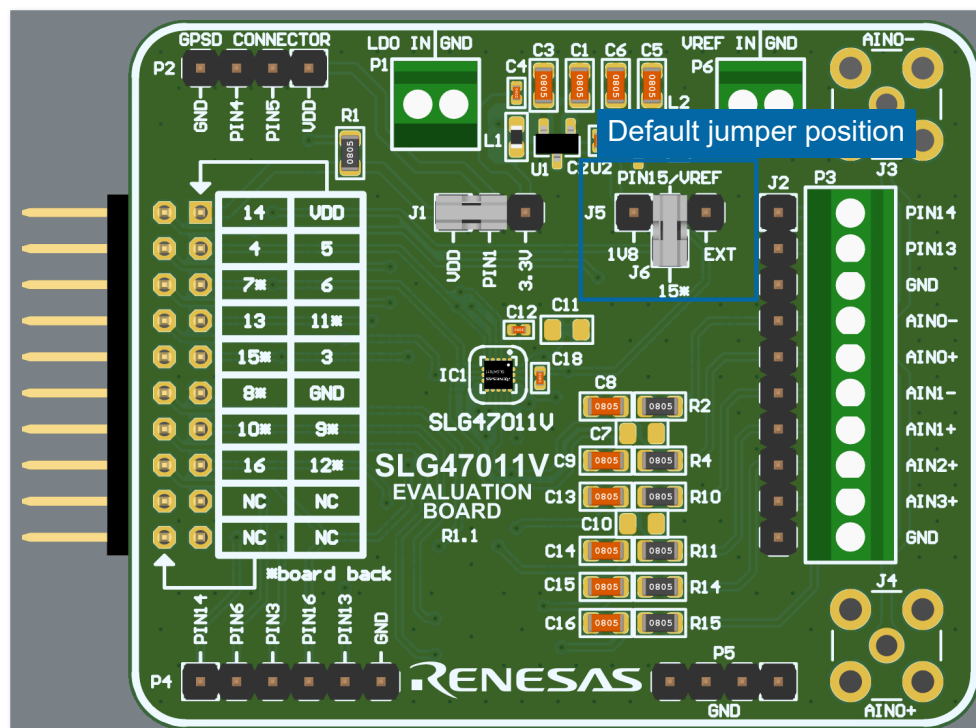 GPSD CONNECTOR
P2
GND
PIN4
PIN5
VDD
LDO IN GND
P1
C4
C3
C1
C6
C5
VREF IN GND
P6
AIN0-
R1
L1
U1
C2
U2
L2
Default jumper position
J3
PIN15/VREF
J5
1V8
J6
EXT
15*
J1
VDD
PIN1
3.3V
J2
P3
PIN14
PIN13
GND
AIN0-
AIN0+
AIN1-
AIN1+
AIN2+
AIN3+
GND
14 VDD
4 5
7* 6
13 11*
15* 3
8* GND
10* 9*
16 12*
NC NC
NC NC
*board back
C12
C11
C18
IC1
RENESAS
SLG47011V
SLG47011V
EVALUATION
BOARD
R1.1
C8 0805 0805 R2
C7
C9 0805 0805 R4
C13 0805 0805 R10
C10
C14 0805 0805 R11
C15 0805 0805 R14
C16 0805 0805 R15
J4
AIN0+
PIN14
PIN6
PIN3
PIN16
PIN13
GND
P4
RENESAS
P5
GND